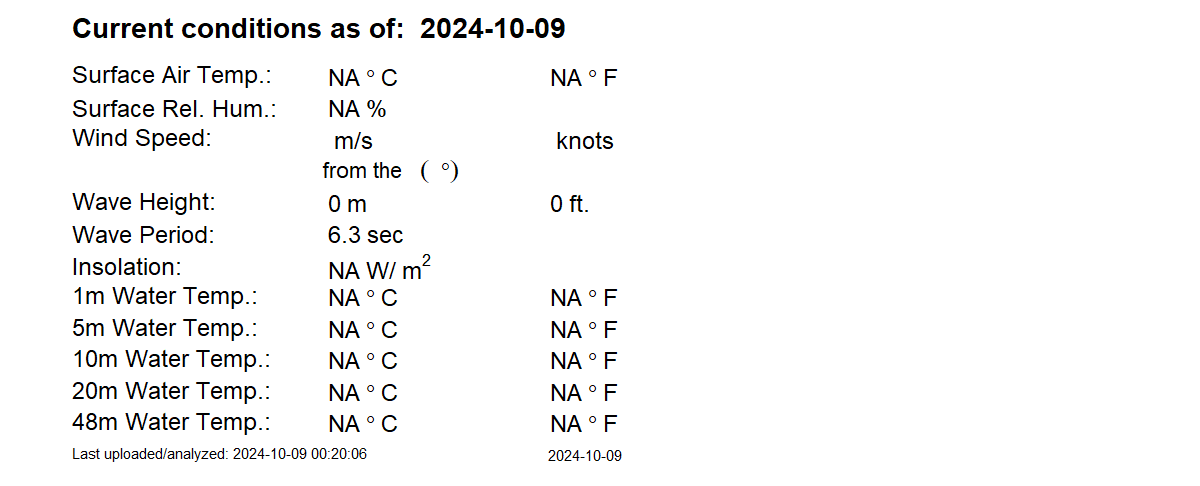 Current conditions as of: 2024-10-09
Surface Air Temp.: NA ° C NA ° F
Surface Rel. Hum.: NA %
Wind Speed: m/s knots
from the ( °)
Wave Height: 0 m 0 ft.
Wave Period: 6.3 sec
Insolation: NA W/ m²
1m Water Temp.: NA ° C NA ° F
5m Water Temp.: NA ° C NA ° F
10m Water Temp.: NA ° C NA ° F
20m Water Temp.: NA ° C NA ° F
48m Water Temp.: NA ° C NA ° F
Last uploaded/analyzed: 2024-10-09 00:20:06 2024-10-09